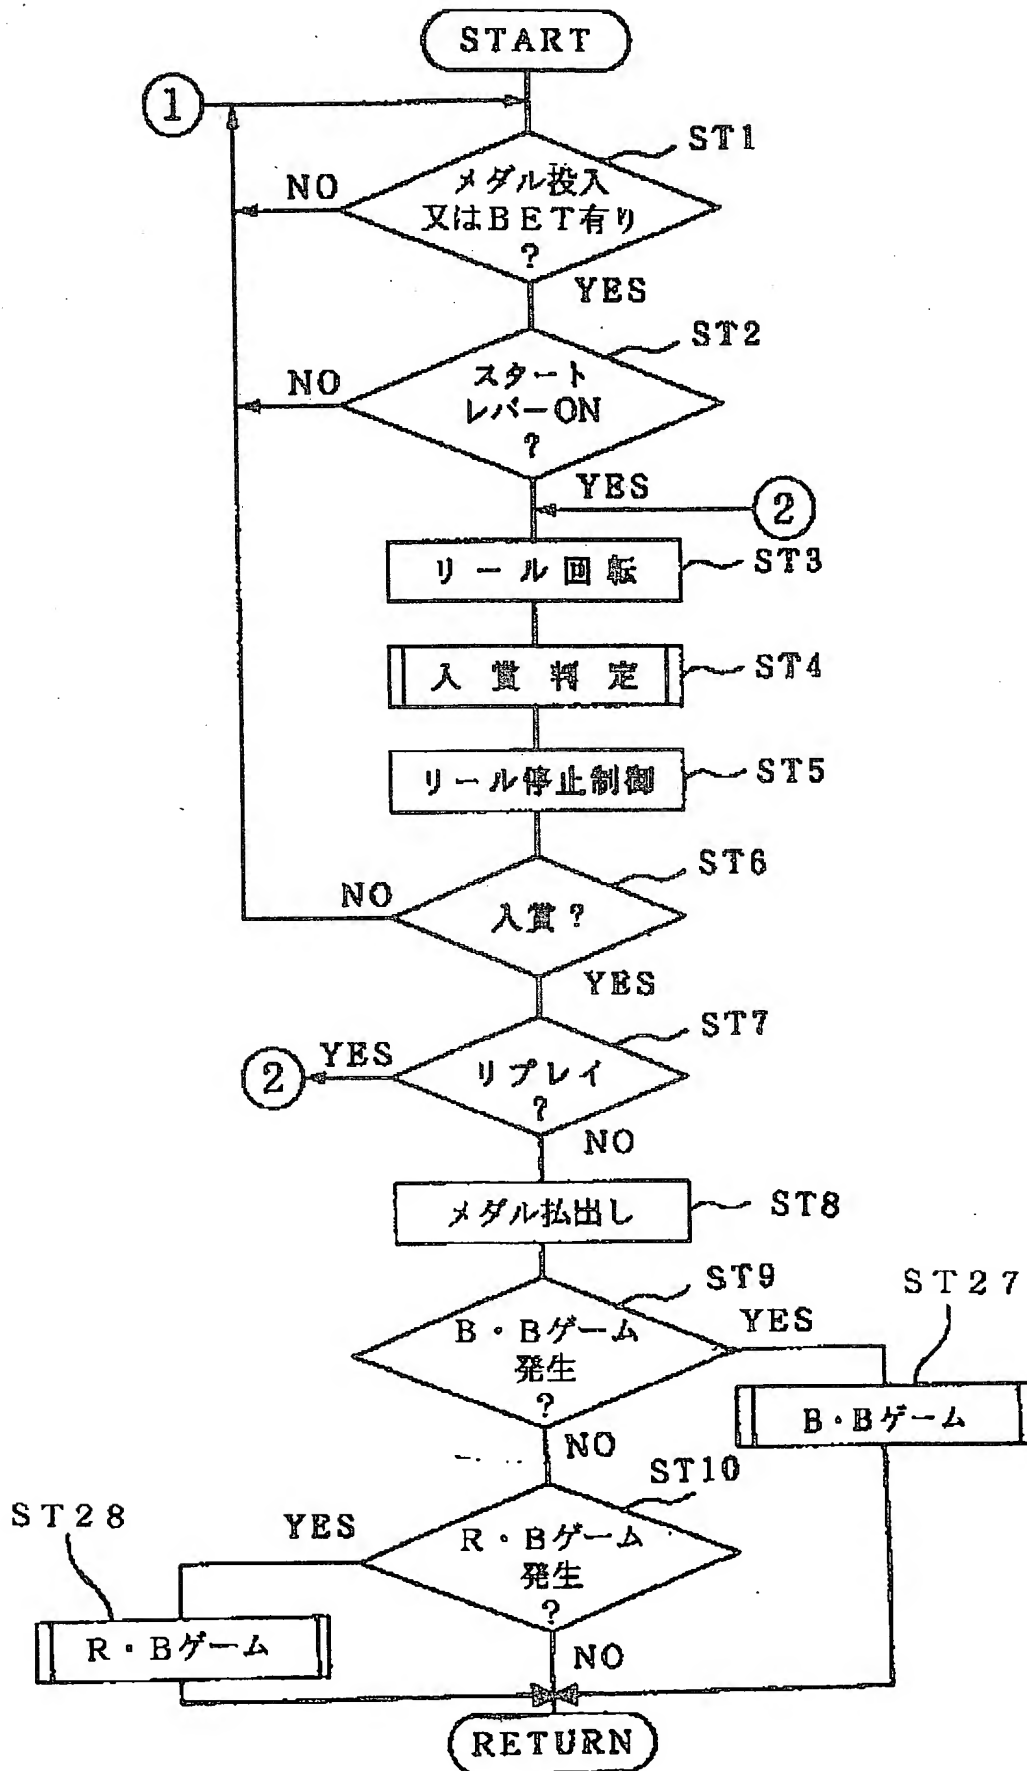 START
1
ST1
NO
メダル投入
又はBET有り
?
YES
ST2
NO
スタート
レバーON
?
YES
2
リール回転
ST3
入賞判定
ST4
リール停止制御
ST5
ST6
NO
入賞?
YES
ST7
YES
2
リプレイ
?
NO
メダル払出し
ST8
ST9
ST27
B・Bゲーム
発生
?
YES
B・Bゲーム
NO
ST10
ST28
YES
R・Bゲーム
発生
?
R・Bゲーム
NO
RETURN